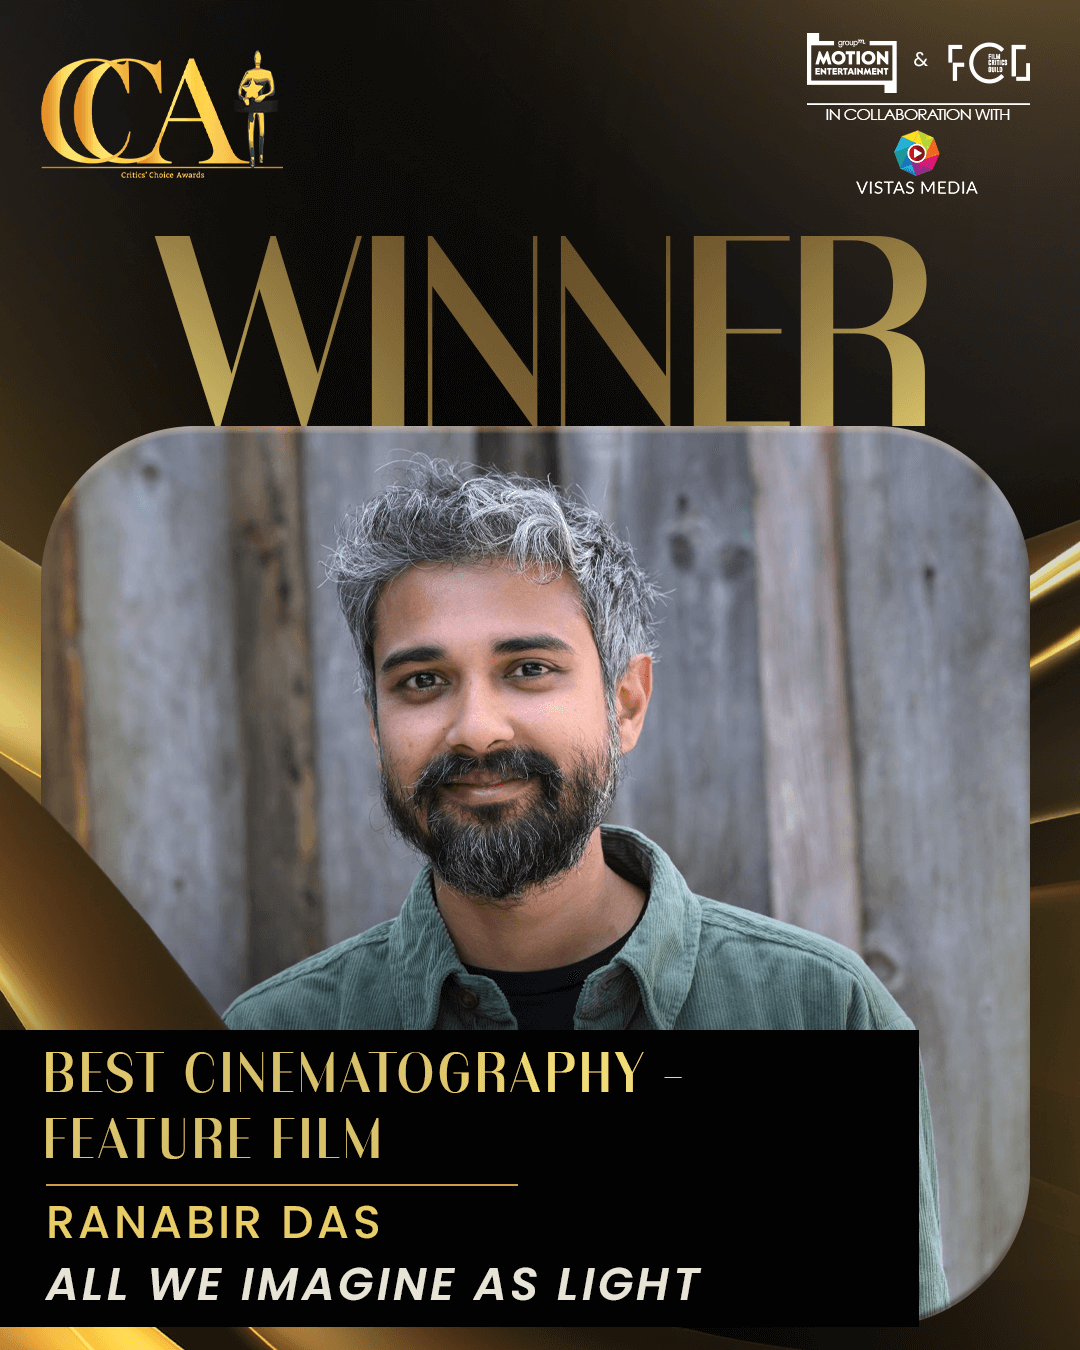 CCA
Critics' Choice Awards
groupm
MOTION
ENTERTAINMENT
&
FCG
FILM
CRITICS
GUILD
IN COLLABORATION WITH
VISTAS MEDIA
WINNER
BEST CINEMATOGRAPHY –
FEATURE FILM
RANABIR DAS
ALL WE IMAGINE AS LIGHT